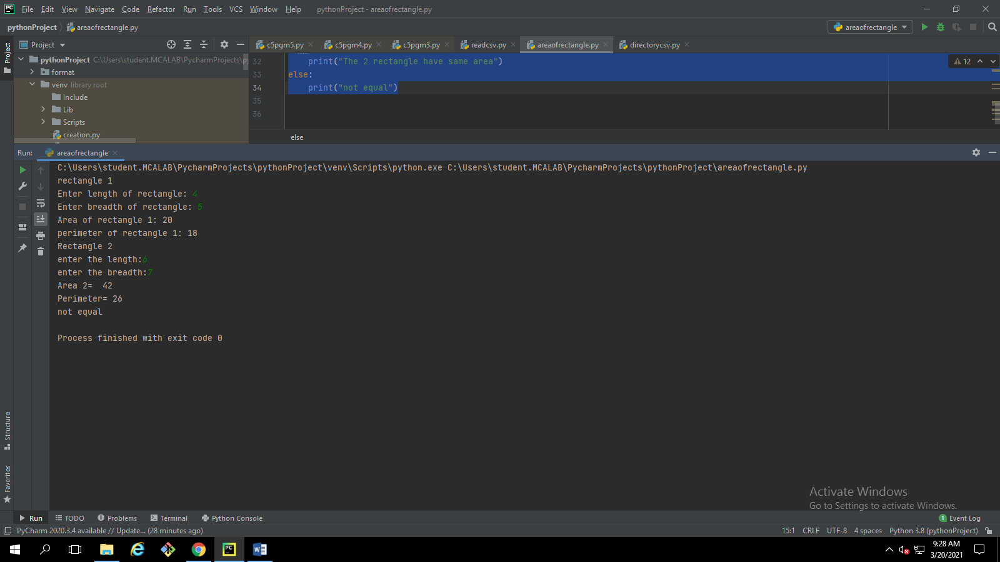 PC File Edit View Navigate Code Refactor Run Tools VCS Window Help pythonProject - areaofrectangle.py
pythonProject areaofrectangle.py areaofrectangle
Project c5pgm5.py c5pgm4.py c5pgm3.py readcsv.py areaofrectangle.py directorycsv.py
Project
pythonProject C:\Users\student.MCALAB\PycharmProjects\py
format
venv library root
Include
Lib
Scripts
creation.py
32 print("The 2 rectangle have same area")
33 else:
34 print("not equal")
35
36
12
else
Run: areaofrectangle
C:\Users\student.MCALAB\PycharmProjects\pythonProject\venv\Scripts\python.exe C:\Users\student.MCALAB\PycharmProjects\pythonProject\areaofrectangle.py
rectangle 1
Enter length of rectangle: 4
Enter breadth of rectangle: 5
Area of rectangle 1: 20
perimeter of rectangle 1: 18
Rectangle 2
enter the length:6
enter the breadth:7
Area 2=  42
Perimeter= 26
not equal
Process finished with exit code 0
Structure
Favorites
Activate Windows
Go to Settings to activate Windows.
Run TODO Problems Terminal Python Console 1 Event Log
PyCharm 2020.3.4 available // Update... (28 minutes ago) 15:1 CRLF UTF-8 4 spaces Python 3.8 (pythonProject)
PC
9:28 AM
3/20/2021